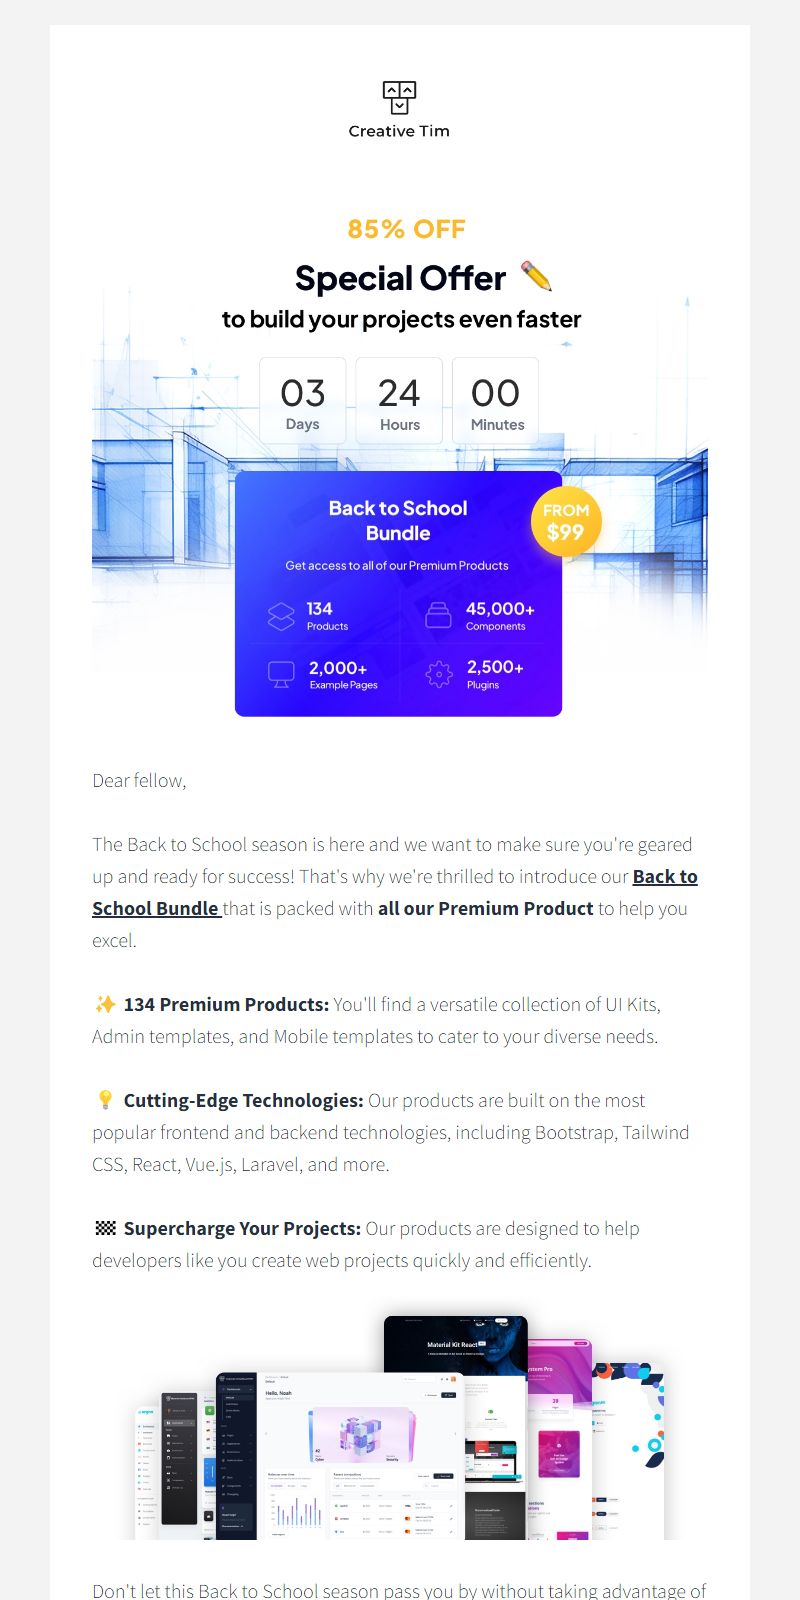 Creative Tim
85% OFF
Special Offer ✏️
to build your projects even faster
03 24 00
Days Hours Minutes
Back to School
Bundle
FROM
$99
Get access to all of our Premium Products
134
Products
45,000+
Components
2,000+
Example Pages
2,500+
Plugins
Dear fellow,
The Back to School season is here and we want to make sure you're geared
up and ready for success! That's why we're thrilled to introduce our Back to
School Bundle that is packed with all our Premium Product to help you
excel.
✨ 134 Premium Products: You'll find a versatile collection of UI Kits,
Admin templates, and Mobile templates to cater to your diverse needs.
💡 Cutting-Edge Technologies: Our products are built on the most
popular frontend and backend technologies, including Bootstrap, Tailwind
CSS, React, Vue.js, Laravel, and more.
🏁 Supercharge Your Projects: Our products are designed to help
developers like you create web projects quickly and efficiently.
Material Kit React
Hello, Noah
Don't let this Back to School season pass you by without taking advantage of